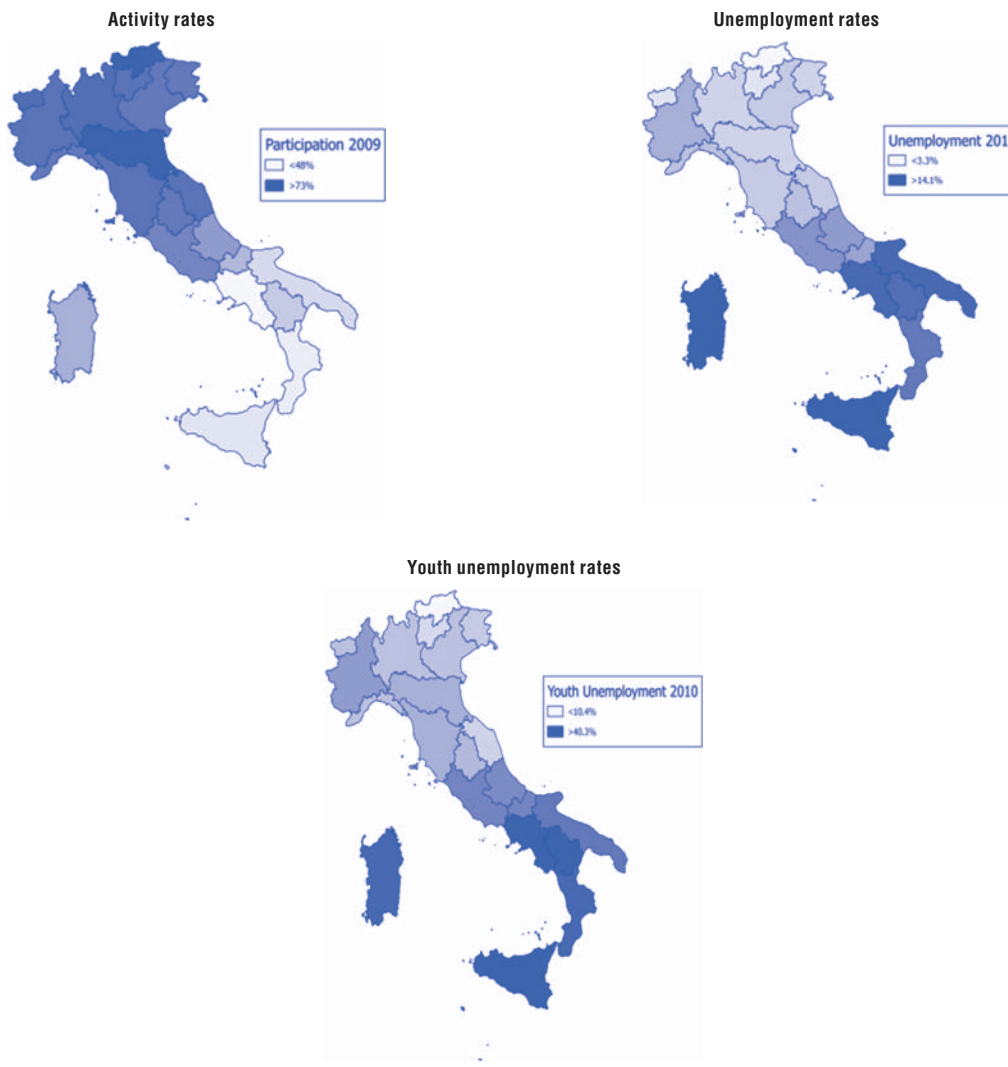 Activity rates
Unemployment rates
Participation 2009
<48%
>73%
Unemployment 201
<3.3%
>14.1%
Youth unemployment rates
Youth Unemployment 2010
<10.4%
>40.3%